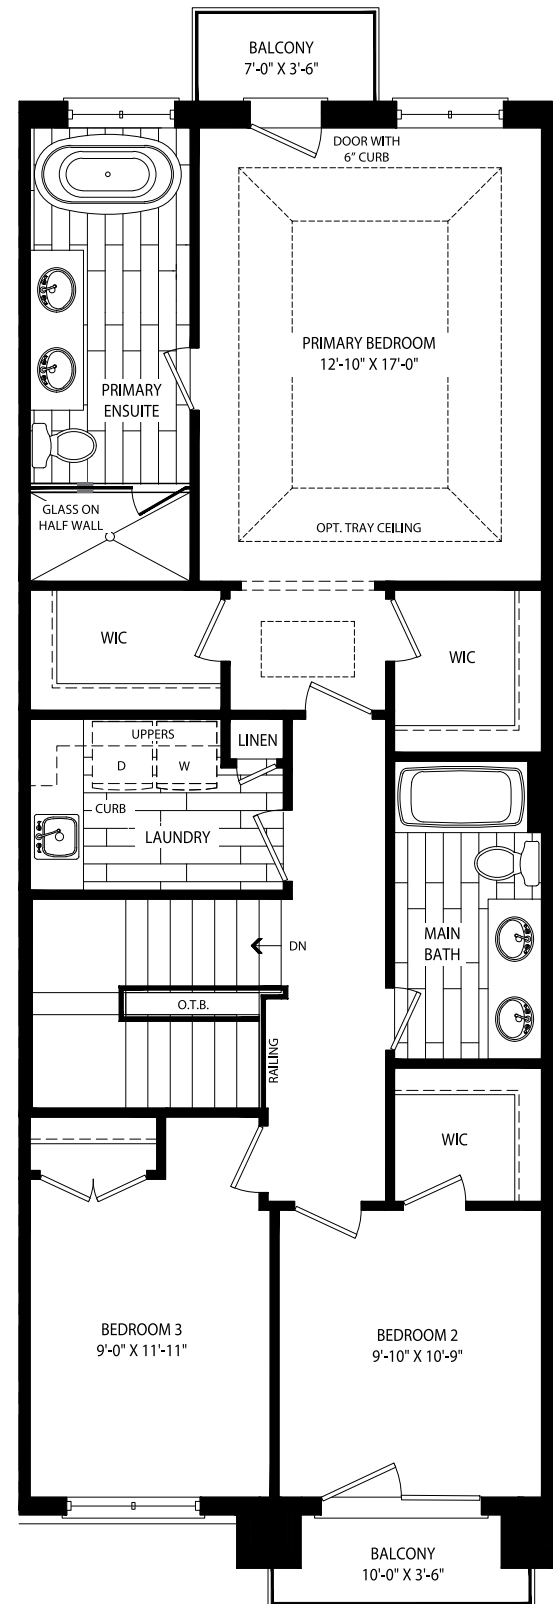 BALCONY
7'-0" X 3'-6"
DOOR WITH
6" CURB
PRIMARY BEDROOM
12'-10" X 17'-0"
PRIMARY
ENSUITE
GLASS ON
HALF WALL
OPT. TRAY CEILING
WIC
WIC
UPPERS
LINEN
D
W
CURB
LAUNDRY
MAIN
BATH
DN
O.T.B.
RAILING
WIC
BEDROOM 3
9'-0" X 11'-11"
BEDROOM 2
9'-10" X 10'-9"
BALCONY
10'-0" X 3'-6"